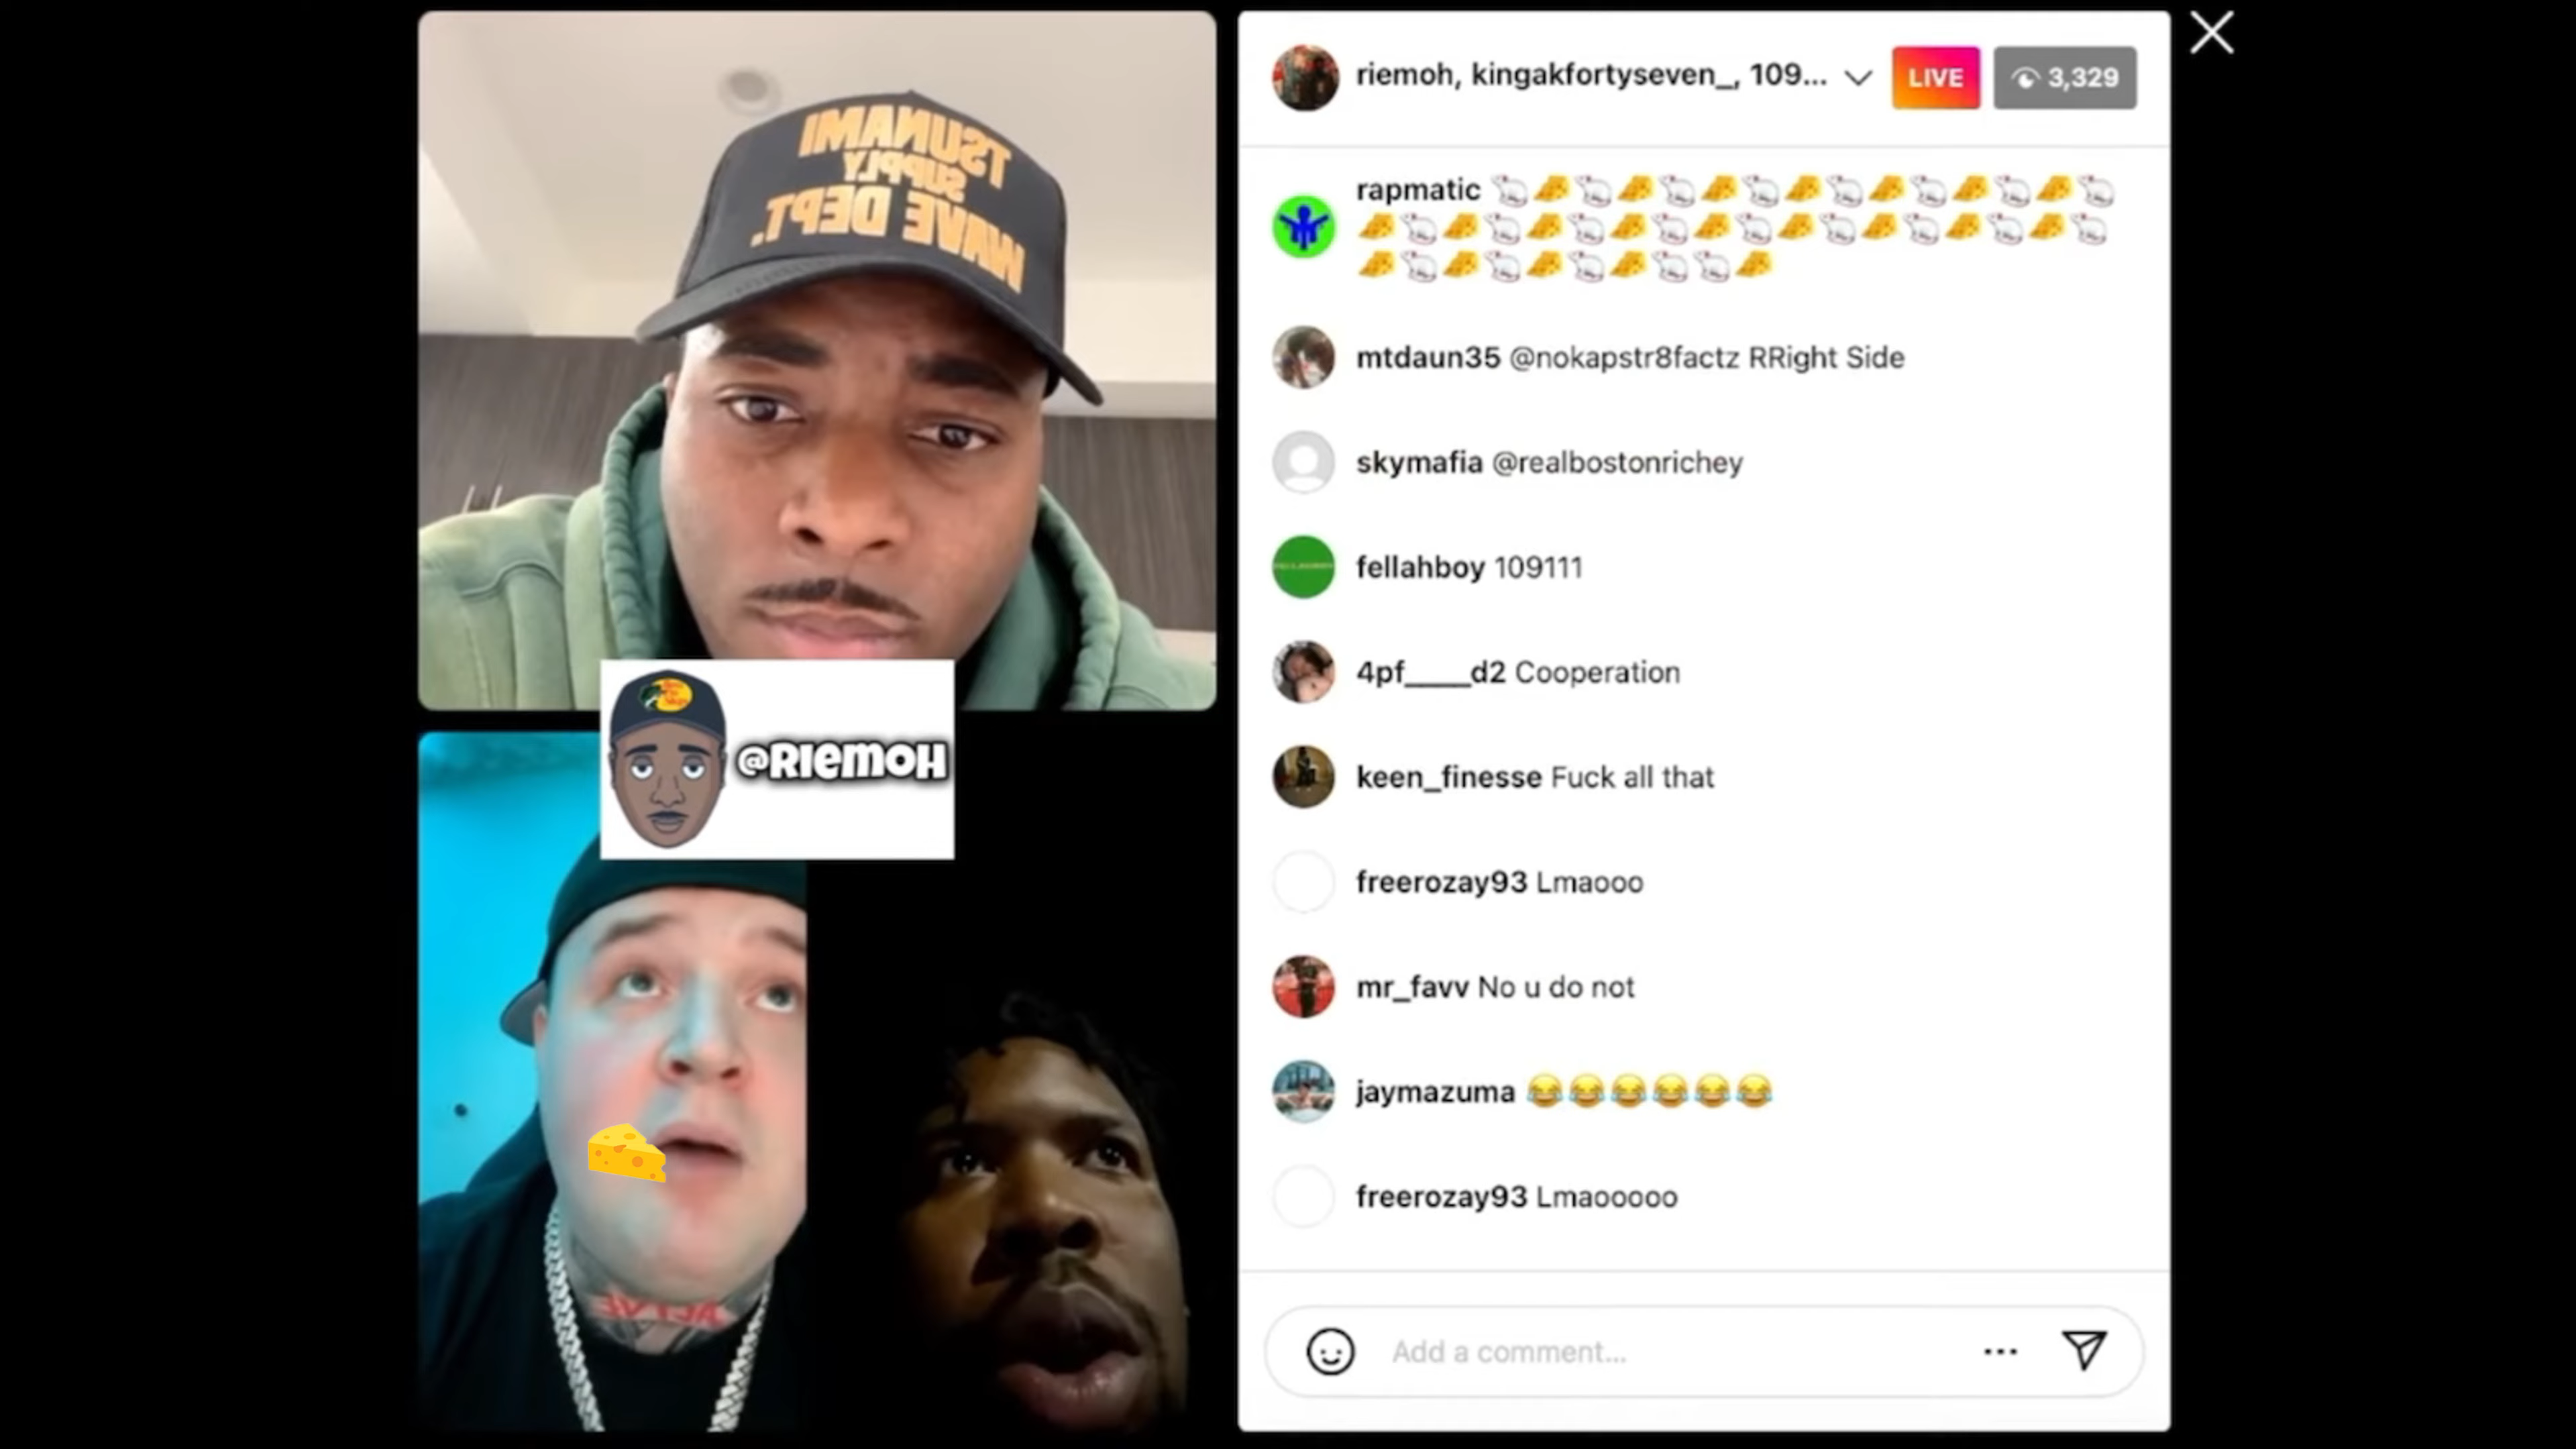 TSUNAMI
SUPPLY
WAVE DEPT.
@RIEMOH
ACTIVE
riemoh, kingakfortyseven_, 109...
LIVE
3,329
rapmatic 🐁🧀🐁🧀🐁🧀🐁🧀🐁🧀🐁🧀🐁🧀🐁
🧀🐁🧀🐁🧀🐁🧀🐁🧀🐁🧀🐁🧀🐁🧀🐁🧀🐁
🧀🐁🧀🐁🧀🐁🧀🐁🐁🧀
mtdaun35 @nokapstr8factz RRight Side
skymafia @realbostonrichey
fellahboy 109111
4pf____d2 Cooperation
keen_finesse Fuck all that
freerozay93 Lmaooo
mr_favv No u do not
jaymazuma 😂😂😂😂😂😂
freerozay93 Lmaooooo
Add a comment...